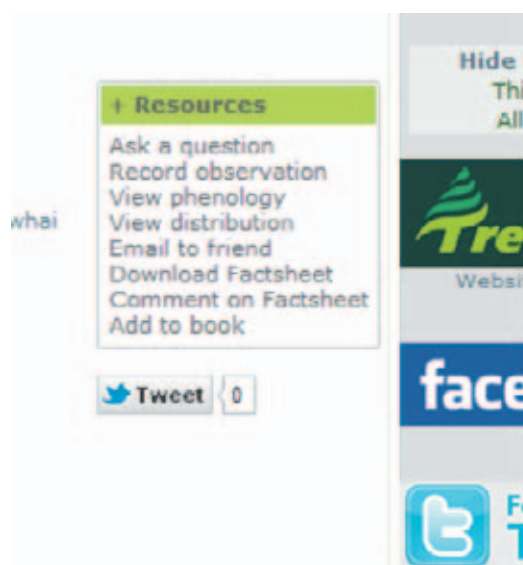 Hide
Thi
All
+ Resources
Ask a question
Record observation
View phenology
View distribution
Email to friend
Download Factsheet
Comment on Factsheet
Add to book
whai
Tre
Websi
Tweet 0
face
F
T